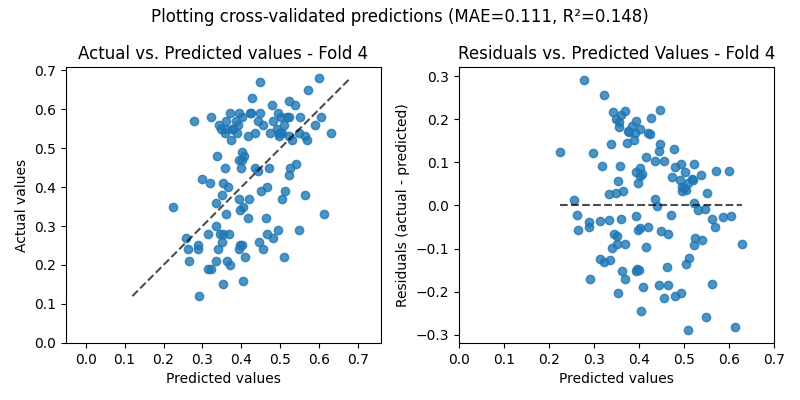 Plotting cross-validated predictions (MAE=0.111, R²=0.148)
Actual vs. Predicted values - Fold 4
Actual values
0.7
0.6
0.5
0.4
0.3
0.2
0.1
0.0
0.0 0.1 0.2 0.3 0.4 0.5 0.6 0.7
Predicted values
Residuals vs. Predicted Values - Fold 4
Residuals (actual - predicted)
0.3
0.2
0.1
0.0
−0.1
−0.2
−0.3
0.0 0.1 0.2 0.3 0.4 0.5 0.6 0.7
Predicted values